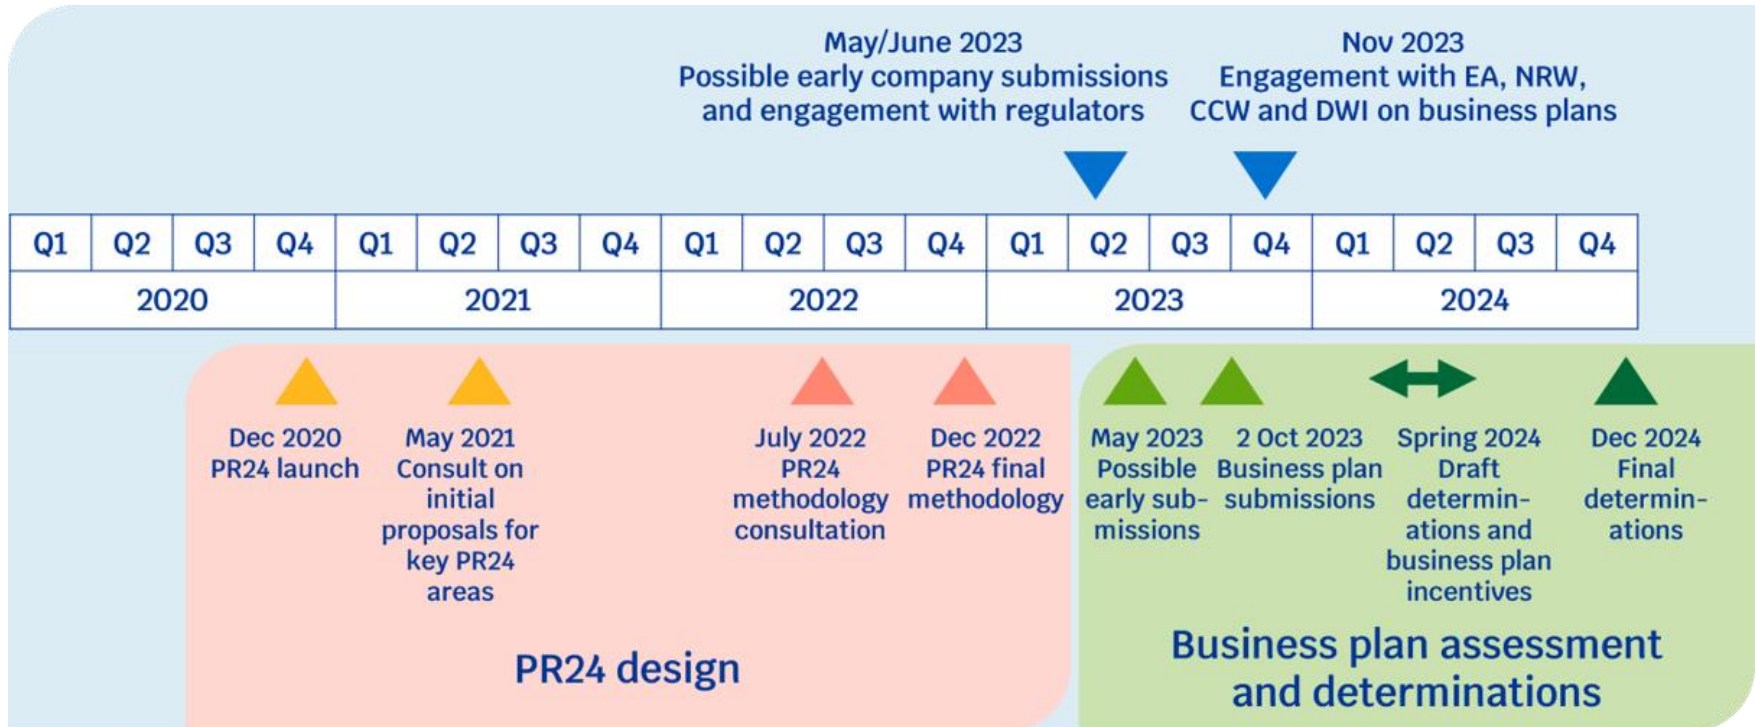 May/June 2023
Possible early company submissions
and engagement with regulators
Nov 2023
Engagement with EA, NRW,
CCW and DWI on business plans
Q1 Q2 Q3 Q4 Q1 Q2 Q3 Q4 Q1 Q2 Q3 Q4 Q1 Q2 Q3 Q4 Q1 Q2 Q3 Q4
2020 2021 2022 2023 2024
Dec 2020
PR24 launch
May 2021
Consult on
initial
proposals for
key PR24
areas
July 2022
PR24
methodology
consultation
Dec 2022
PR24 final
methodology
May 2023
Possible
early sub-
missions
2 Oct 2023
Business plan
submissions
Spring 2024
Draft
determin-
ations and
business plan
incentives
Dec 2024
Final
determin-
ations
PR24 design
Business plan assessment
and determinations